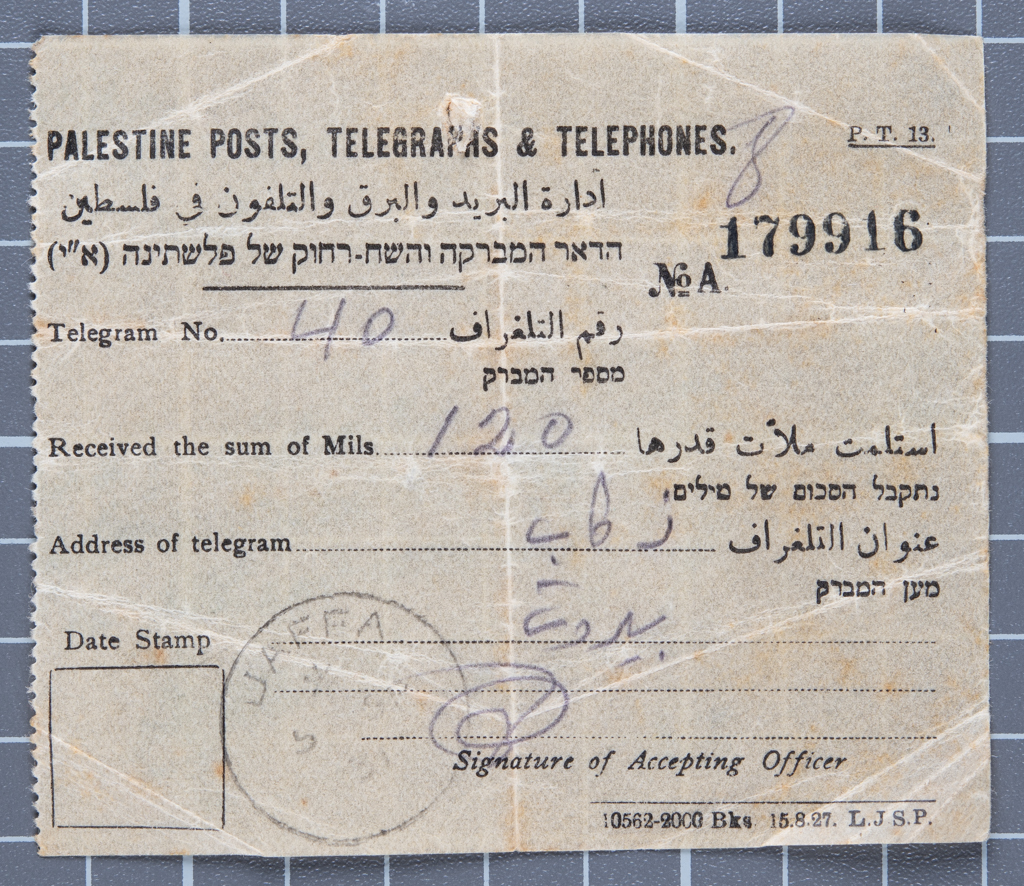 PALESTINE POSTS, TELEGRAPHS & TELEPHONES.
P. T. 13.
8
ادارة البريد والبرق والتلفون في فلسطين
הדאר המברקה והשח-רחוק של פלשתינה (א"י)
№ A. 179916
Telegram No. 40 رقم التلغراف
מספר המברק
Received the sum of Mils. 120 استلمت ملاّت قدرها
נתקבל הסכום של מילים.
Address of telegram عنوان التلغراف
מען המברק
بيروت
Date Stamp
JAFFA
Signature of Accepting Officer
10562-2000 Bks. 15.8.27. L.J S.P.